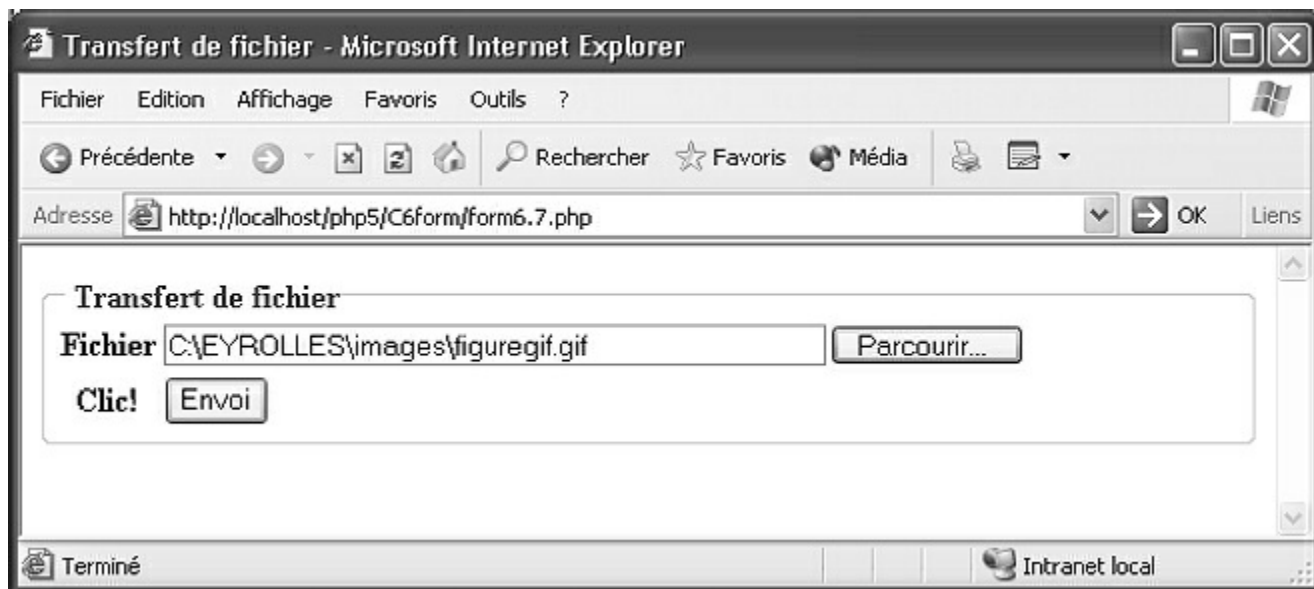 Transfert de fichier - Microsoft Internet Explorer
Fichier Edition Affichage Favoris Outils ?
Précédente Rechercher Favoris Média
Adresse http://localhost/php5/C6form/form6.7.php OK Liens
Transfert de fichier
Fichier C:\EYROLLES\images\figuregif.gif Parcourir...
Clic! Envoi
Terminé Intranet local